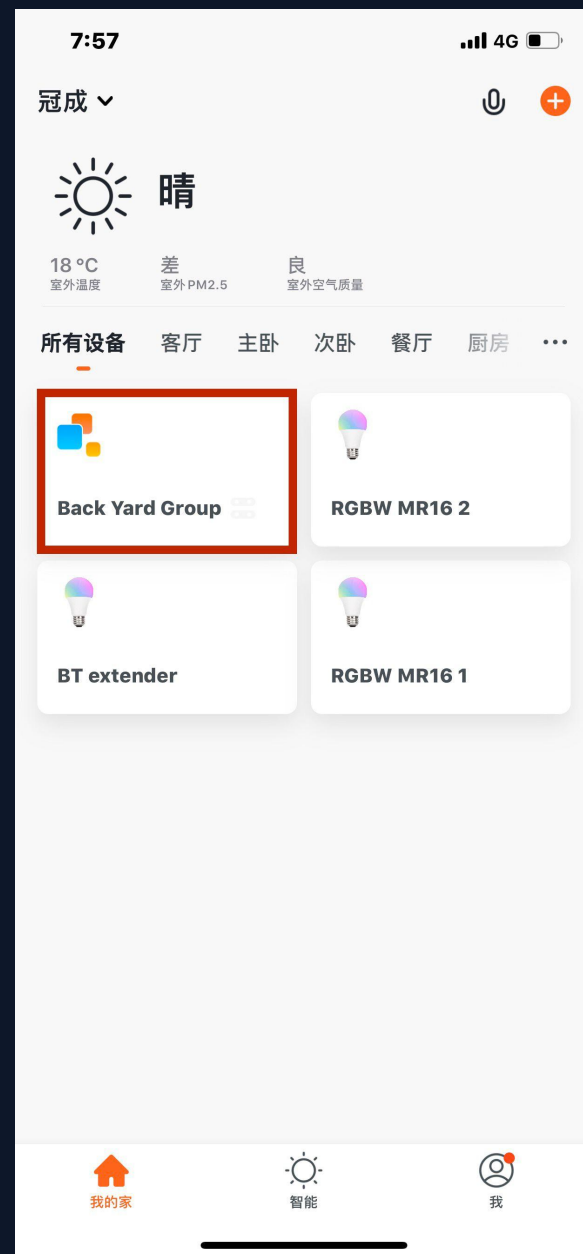 7:57
4G
冠成
晴
18 °C 差 良
室外温度 室外PM2.5 室外空气质量
所有设备 客厅 主卧 次卧 餐厅 厨房
Back Yard Group RGBW MR16 2
BT extender RGBW MR16 1
我的家 智能 我